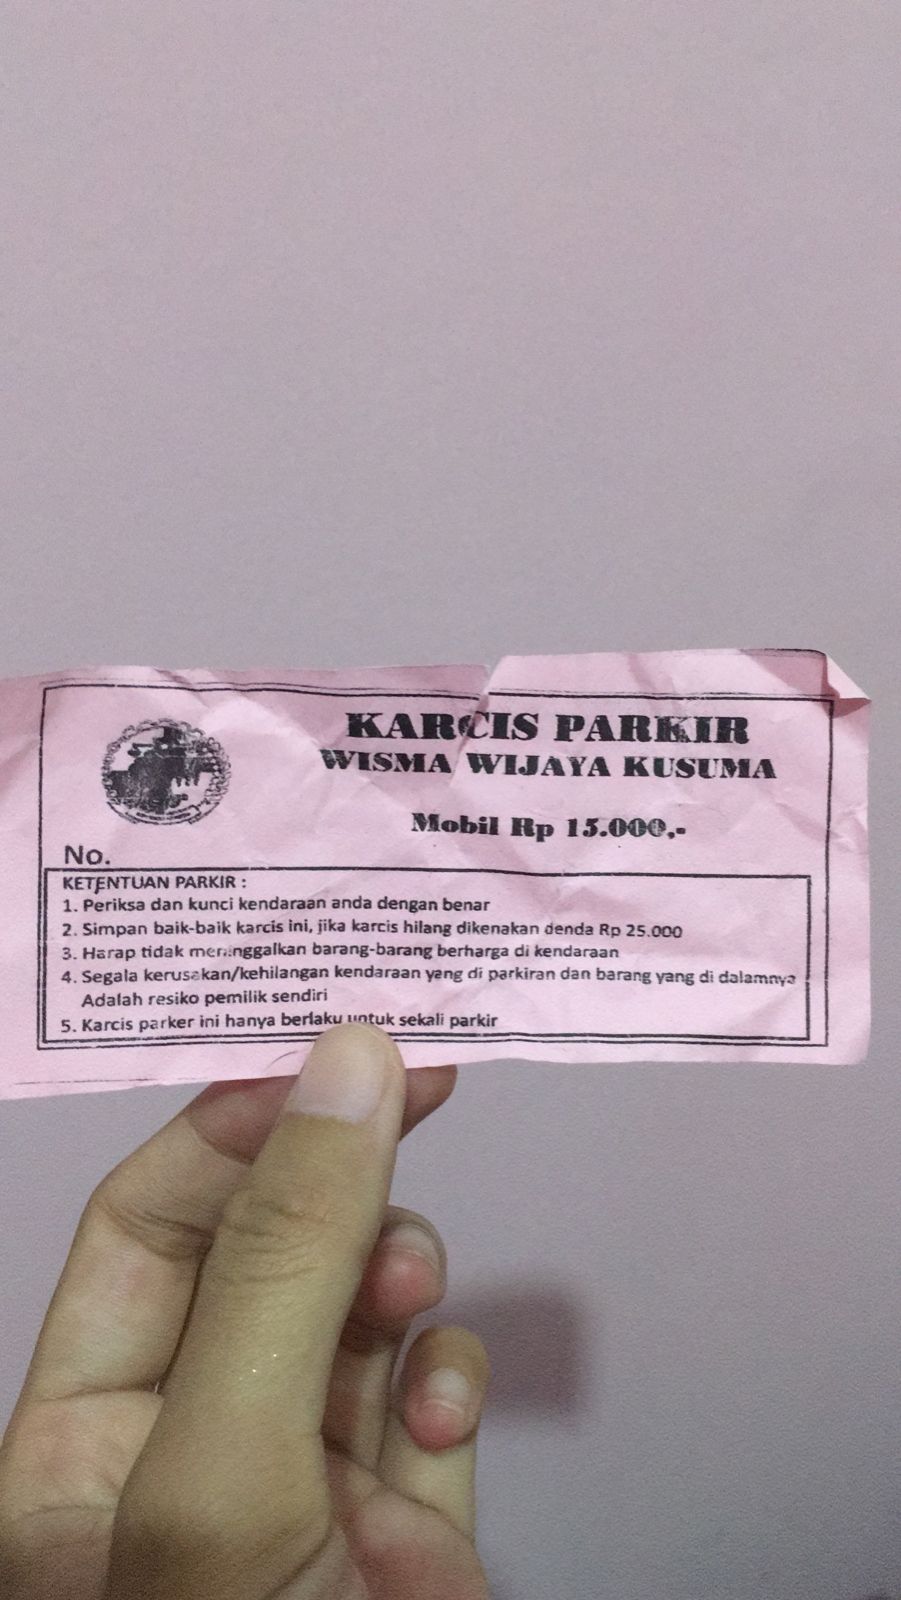 KARCIS PARKIR
WISMA WIJAYA KUSUMA
Mobil Rp 15.000,-
No.
KETENTUAN PARKIR :
1. Periksa dan kunci kendaraan anda dengan benar
2. Simpan baik-baik karcis ini, jika karcis hilang dikenakan denda Rp 25.000
3. Harap tidak meninggalkan barang-barang berharga di kendaraan
4. Segala kerusakan/kehilangan kendaraan yang di parkiran dan barang yang di dalamnya
Adalah resiko pemilik sendiri
5. Karcis parker ini hanya berlaku untuk sekali parkir